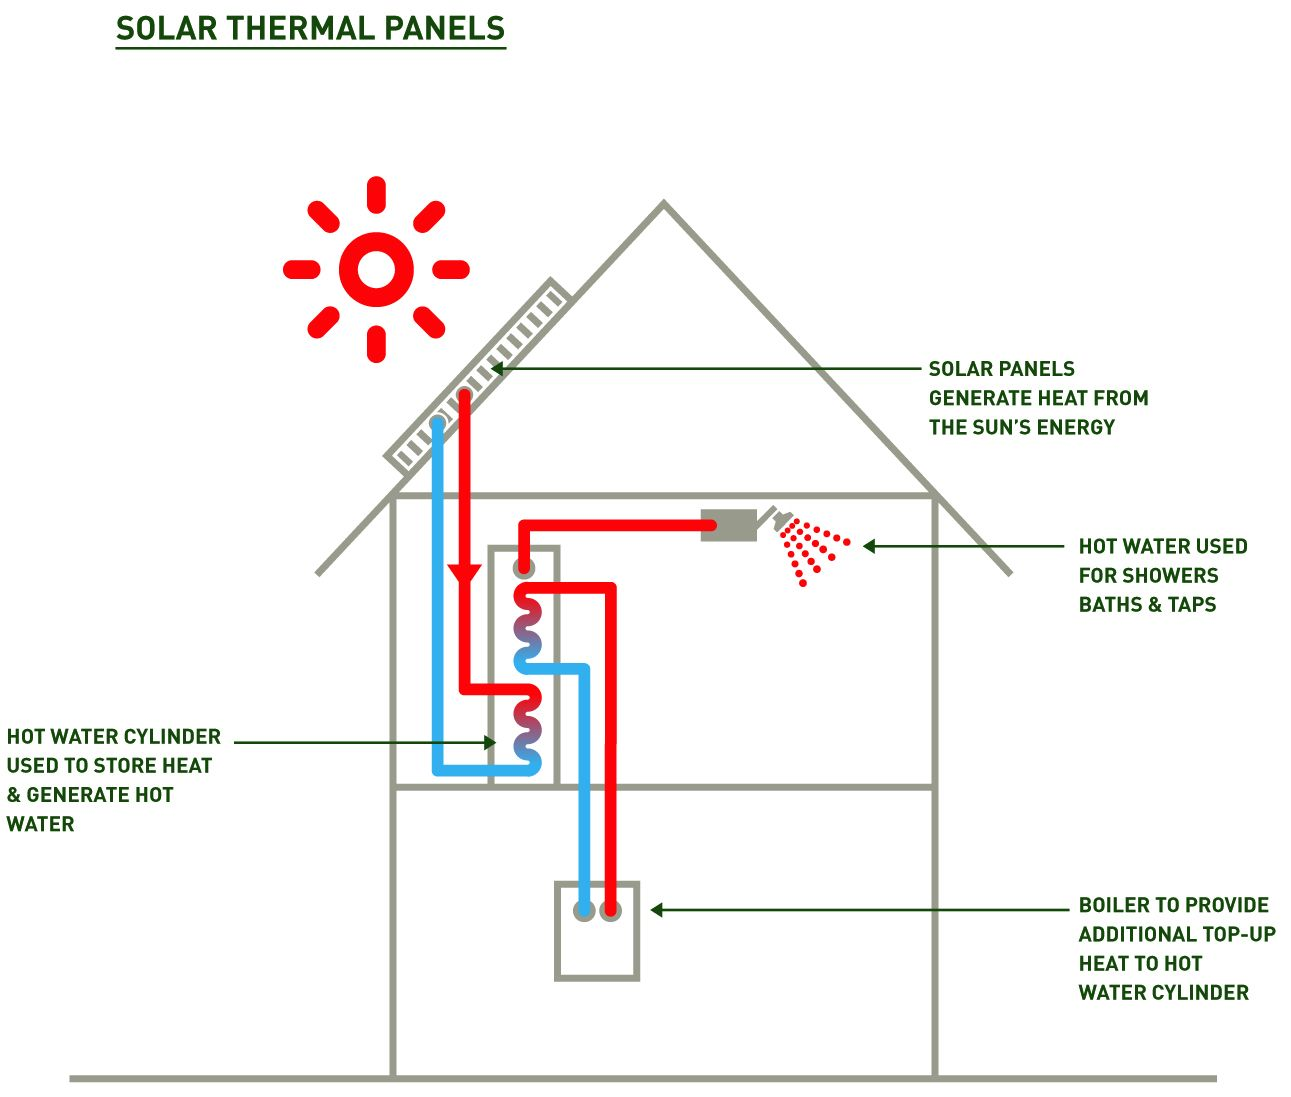 SOLAR THERMAL PANELS
SOLAR PANELS
GENERATE HEAT FROM
THE SUN'S ENERGY
HOT WATER USED
FOR SHOWERS
BATHS & TAPS
HOT WATER CYLINDER
USED TO STORE HEAT
& GENERATE HOT
WATER
BOILER TO PROVIDE
ADDITIONAL TOP-UP
HEAT TO HOT
WATER CYLINDER